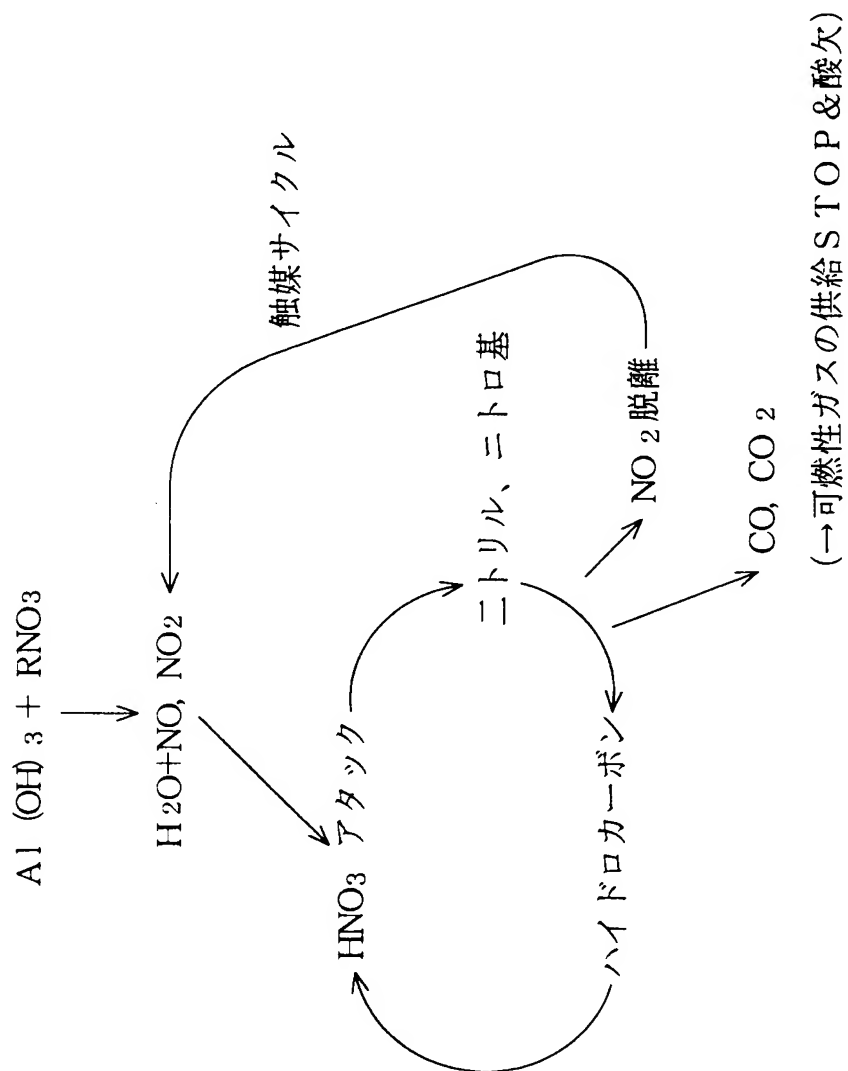 Al (OH) 3 + RNO3
H2O+NO, NO2
触媒サイクル
HNO3 アタック
ニトリル、ニトロ基
ハイドロカーボン
NO2脱離
CO, CO2
(→可燃性ガスの供給STOP&酸欠)